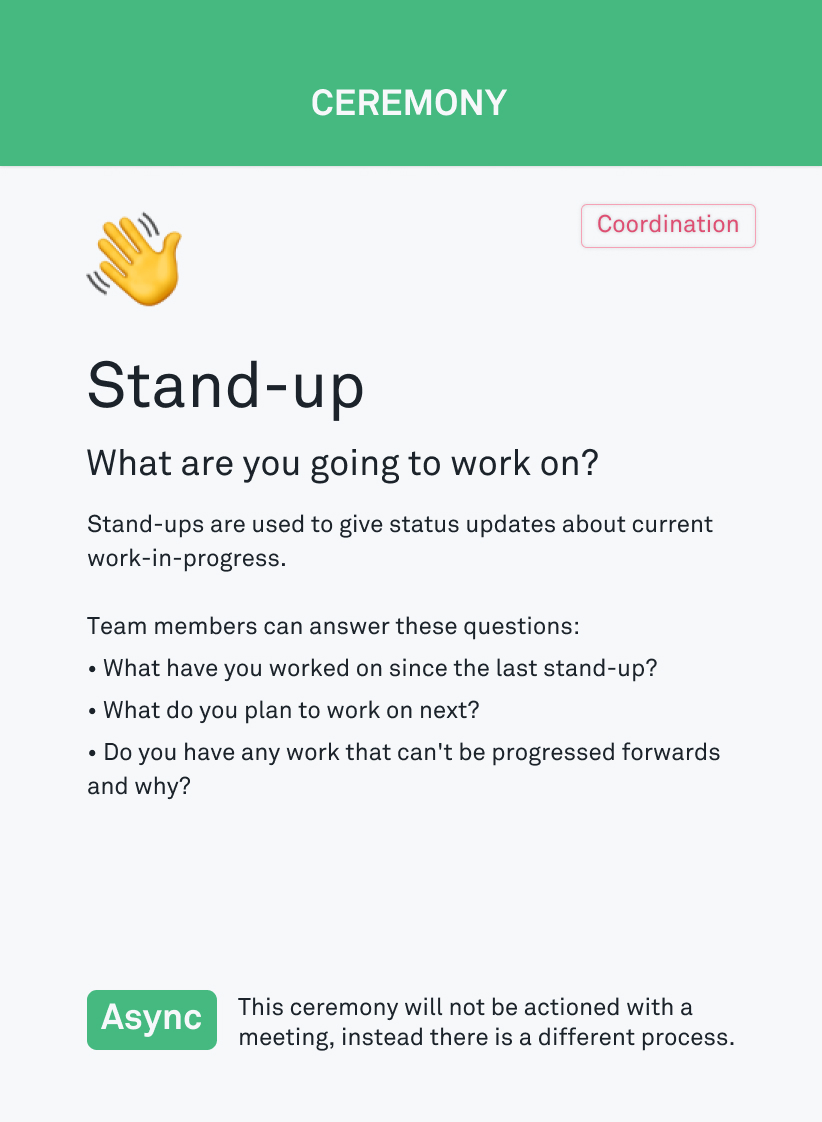 CEREMONY
Coordination
Stand-up
What are you going to work on?
Stand-ups are used to give status updates about current
work-in-progress.
Team members can answer these questions:
• What have you worked on since the last stand-up?
• What do you plan to work on next?
• Do you have any work that can't be progressed forwards
and why?
Async
This ceremony will not be actioned with a
meeting, instead there is a different process.